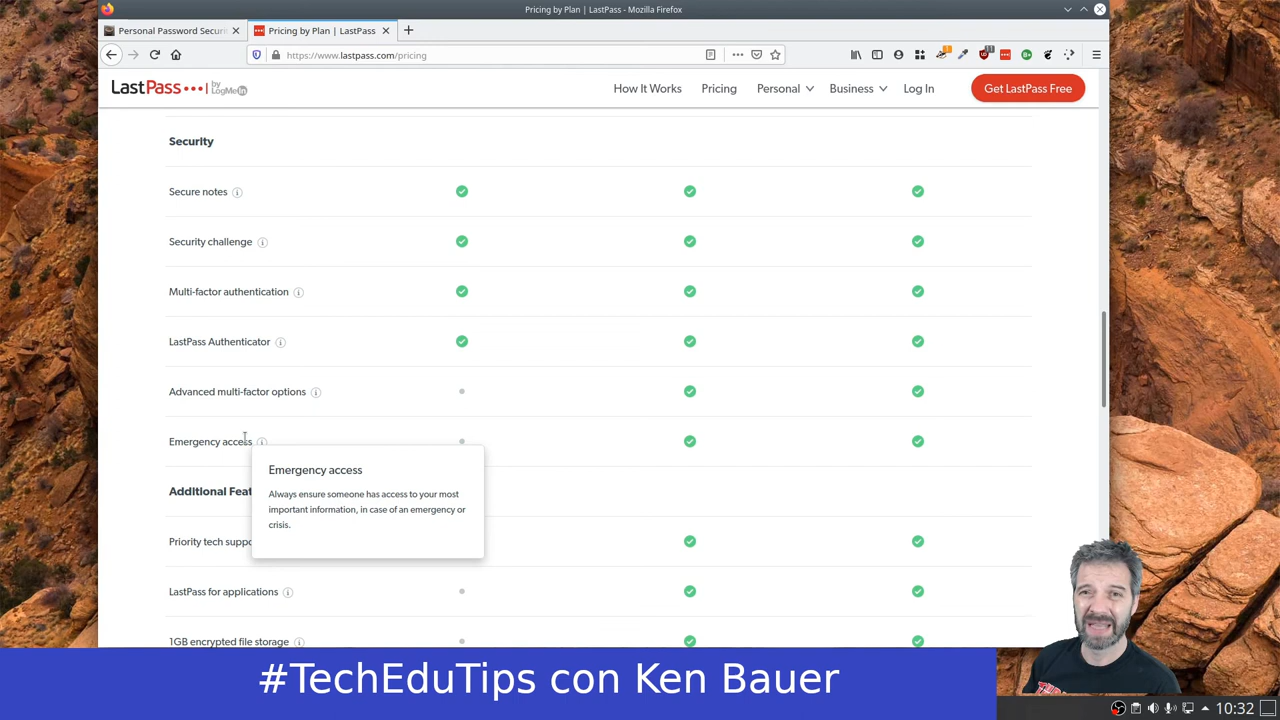 Pricing by Plan | LastPass - Mozilla Firefox
Personal Password Securi
Pricing by Plan | LastPass
https://www.lastpass.com/pricing
LastPass
by LogMeIn
How It Works
Pricing
Personal
Business
Log In
Get LastPass Free
Security
Secure notes
Security challenge
Multi-factor authentication
LastPass Authenticator
Advanced multi-factor options
Emergency access
Emergency access
Always ensure someone has access to your most
important information, in case of an emergency or
crisis.
Additional Feat
Priority tech suppo
LastPass for applications
1GB encrypted file storage
#TechEduTips con Ken Bauer
10:32